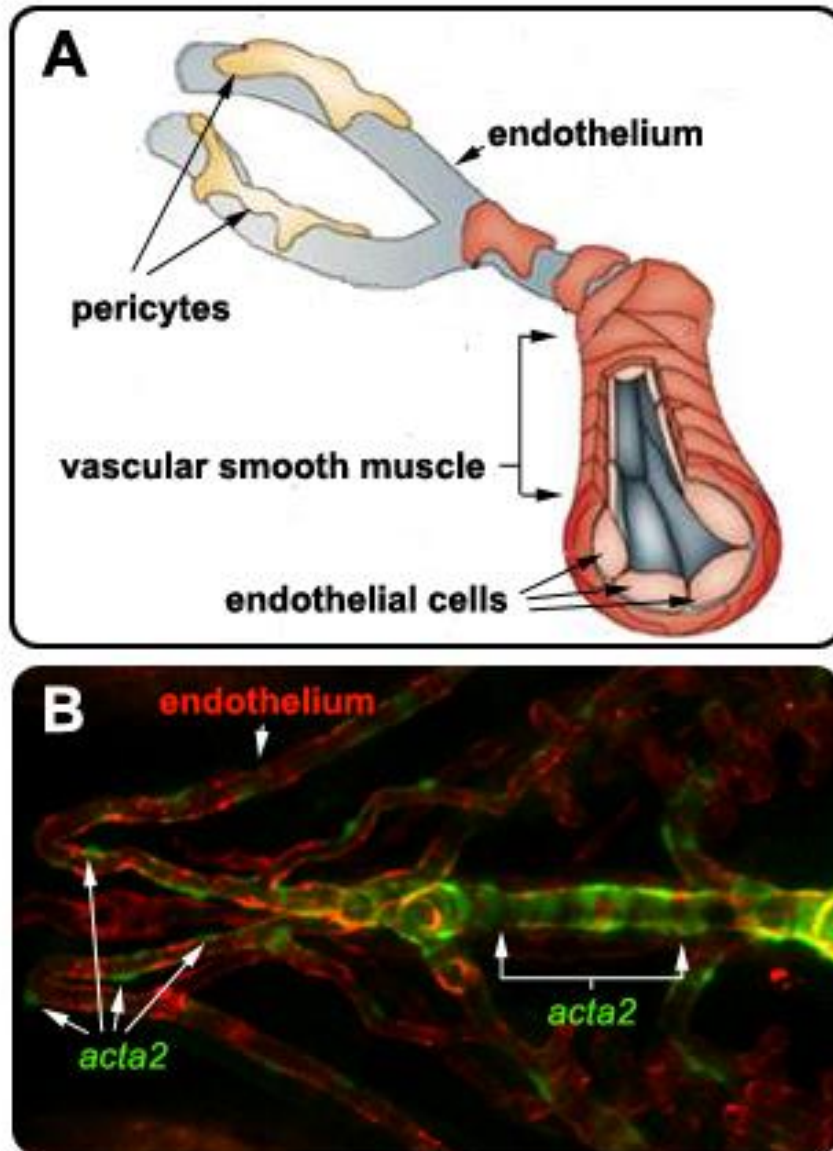 A
endothelium
pericytes
vascular smooth muscle
endothelial cells
B
endothelium
acta2
acta2